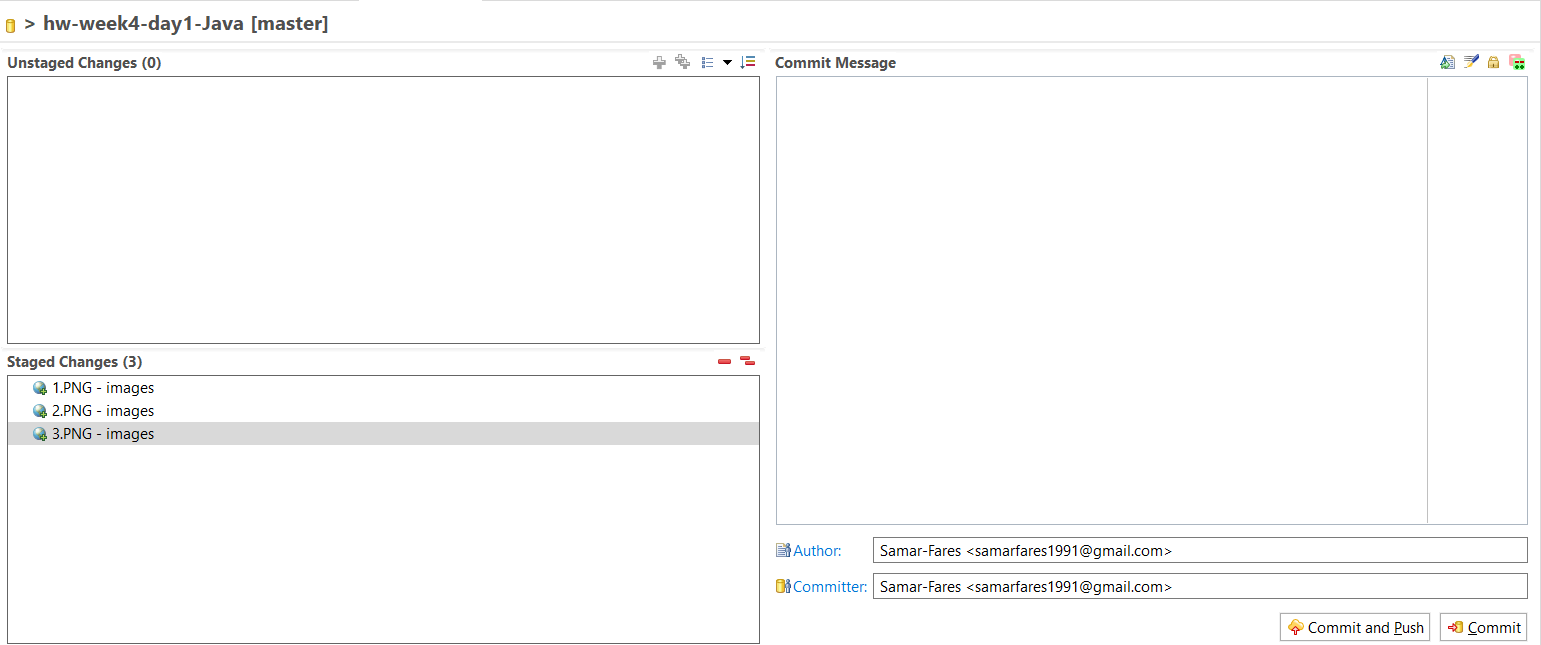 > hw-week4-day1-Java [master]
Unstaged Changes (0)
Staged Changes (3)
1.PNG - images
2.PNG - images
3.PNG - images
Commit Message
Author: Samar-Fares <samarfares1991@gmail.com>
Committer: Samar-Fares <samarfares1991@gmail.com>
Commit and Push Commit